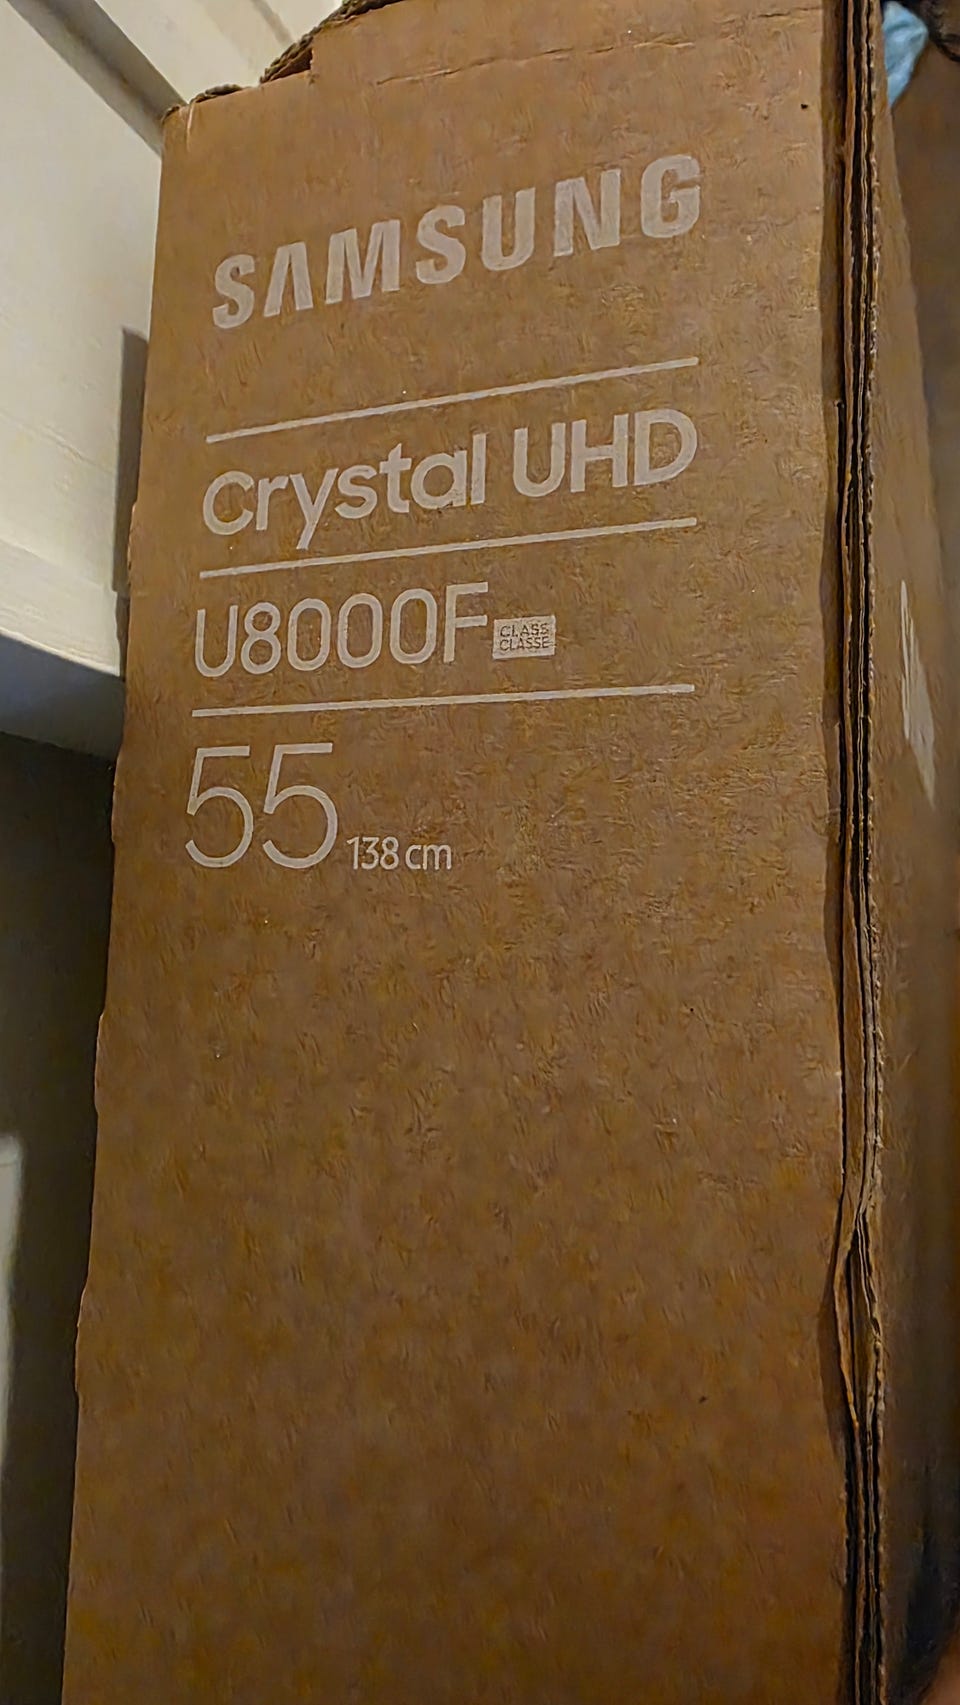 SAMSUNG
Crystal UHD
U8000F CLASS
CLASSE
55 138 cm